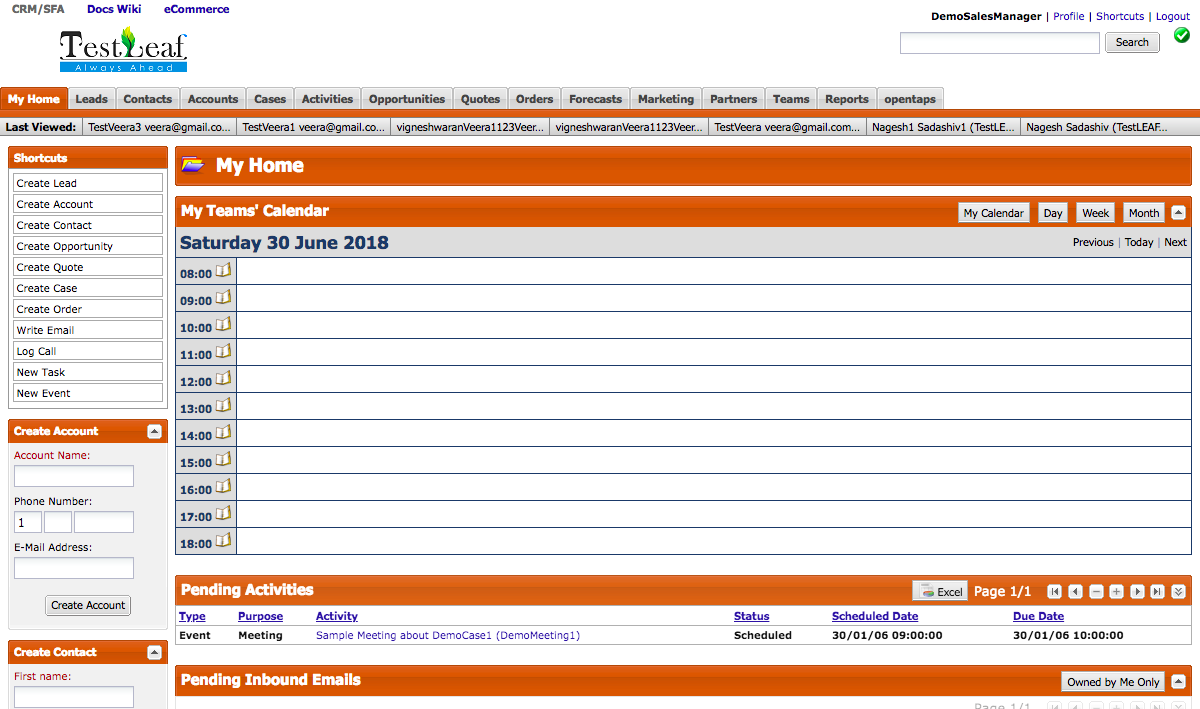 CRM/SFA Docs Wiki eCommerce
DemoSalesManager | Profile | Shortcuts | Logout
TestLeaf
Always Ahead
Search
My Home Leads Contacts Accounts Cases Activities Opportunities Quotes Orders Forecasts Marketing Partners Teams Reports opentaps
Last Viewed: TestVeera3 veera@gmail.co... TestVeera1 veera@gmail.co... vigneshwaranVeera1123Veer... vigneshwaranVeera1123Veer... TestVeera veera@gmail.com... Nagesh1 Sadashiv1 (TestLE... Nagesh Sadashiv (TestLEAF...
Shortcuts
Create Lead
Create Account
Create Contact
Create Opportunity
Create Quote
Create Case
Create Order
Write Email
Log Call
New Task
New Event
Create Account
Account Name:
Phone Number:
1
E-Mail Address:
Create Account
Create Contact
First name:
My Home
My Teams' Calendar My Calendar Day Week Month
Saturday 30 June 2018 Previous | Today | Next
08:00
09:00
10:00
11:00
12:00
13:00
14:00
15:00
16:00
17:00
18:00
Pending Activities Excel Page 1/1
Type Purpose Activity Status Scheduled Date Due Date
Event Meeting Sample Meeting about DemoCase1 (DemoMeeting1) Scheduled 30/01/06 09:00:00 30/01/06 10:00:00
Pending Inbound Emails Owned by Me Only
Page 1/1